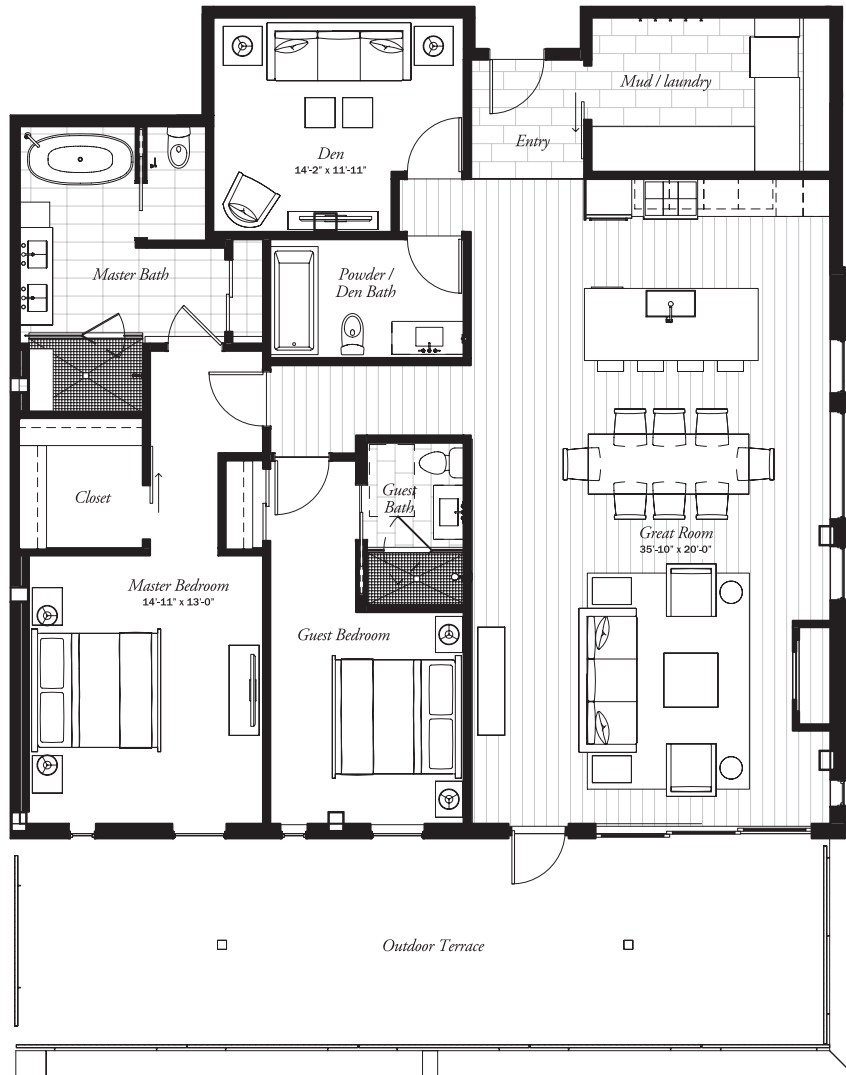 Mud / laundry
Entry
Den
14'-2" x 11'-11"
Master Bath
Powder /
Den Bath
Closet
Guest
Bath
Great Room
35'-10" x 20'-0"
Master Bedroom
14'-11" x 13'-0"
Guest Bedroom
Outdoor Terrace